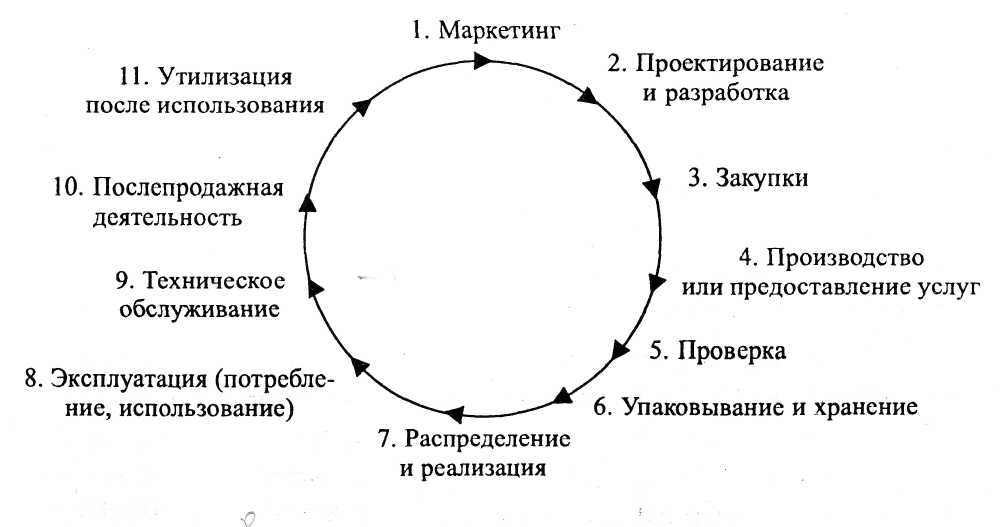 1. Маркетинг
2. Проектирование
и разработка
3. Закупки
4. Производство
или предоставление услуг
5. Проверка
6. Упаковывание и хранение
7. Распределение
и реализация
8. Эксплуатация (потребле-
ние, использование)
9. Техническое
обслуживание
10. Послепродажная
деятельность
11. Утилизация
после использования